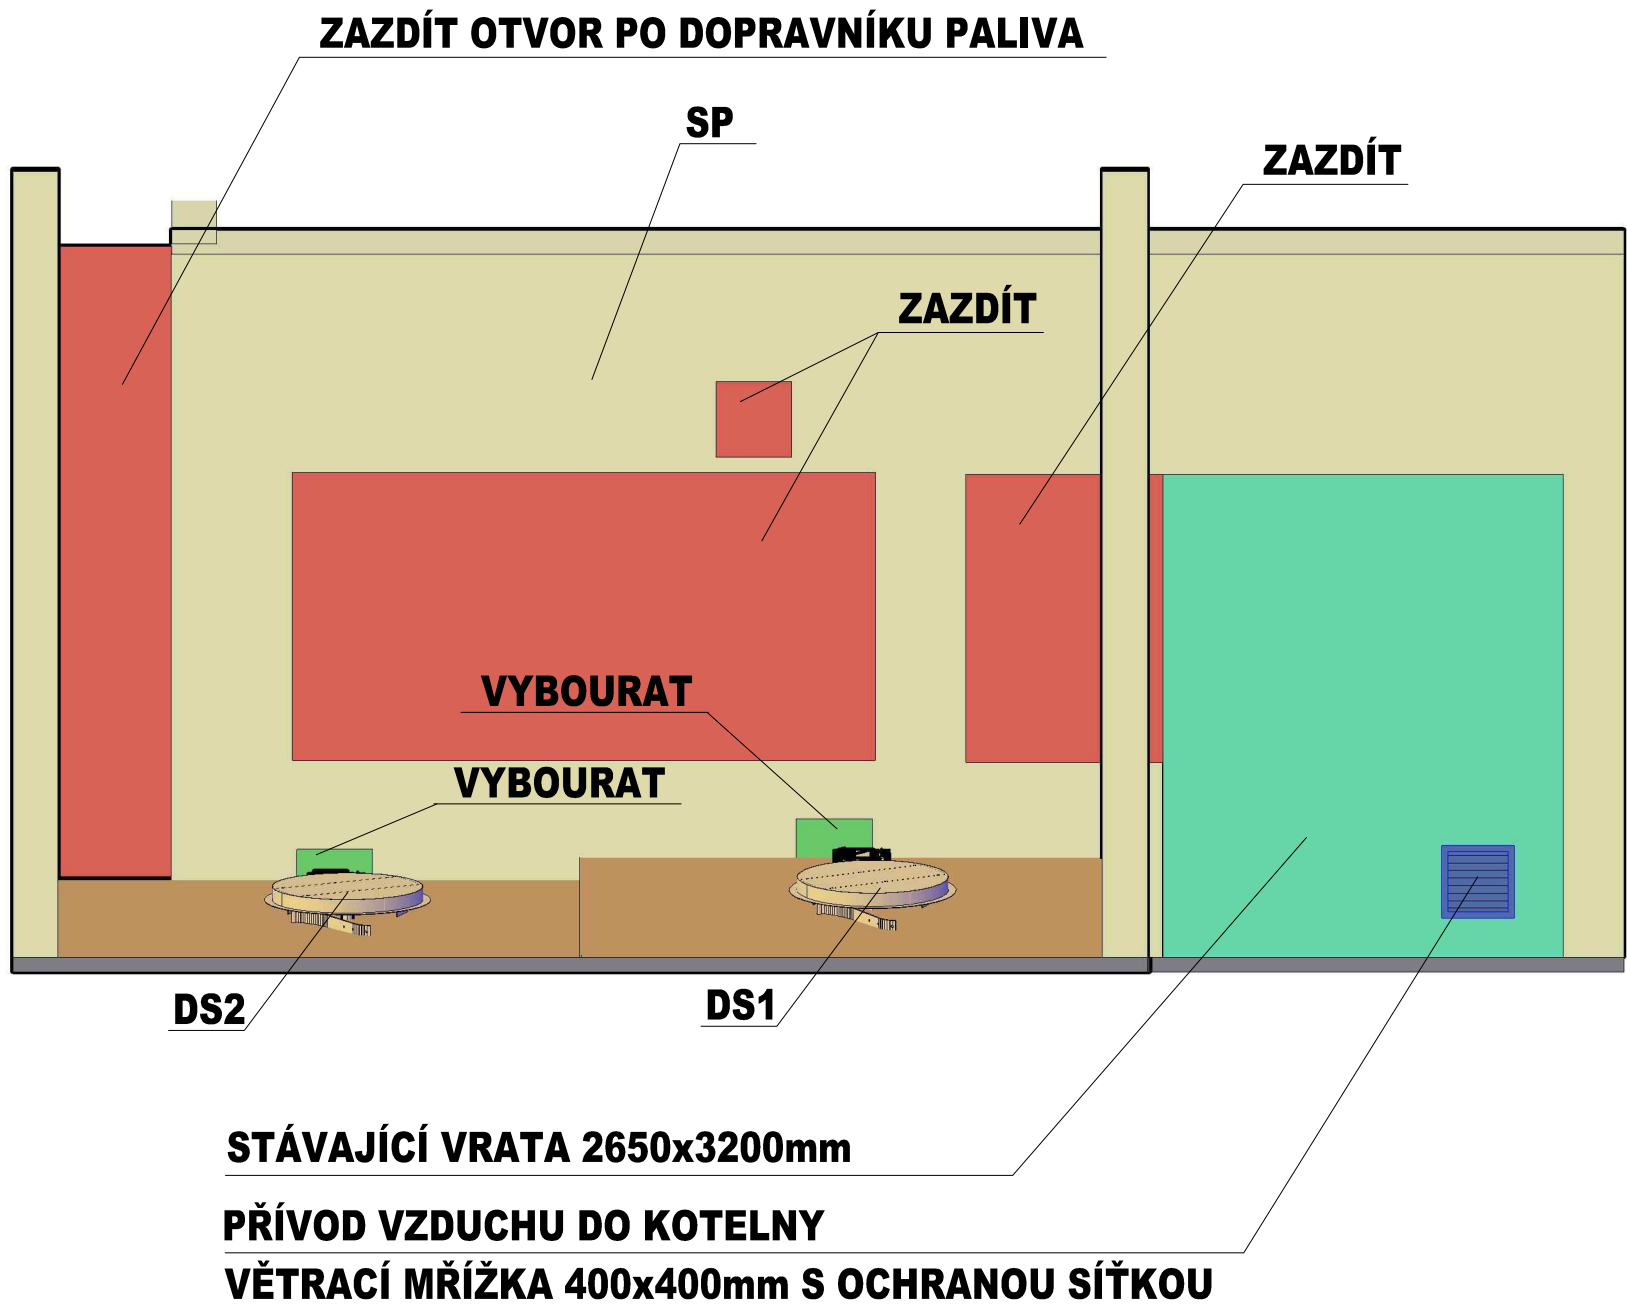 ZAZDÍT OTVOR PO DOPRAVNÍKU PALIVA
SP
ZAZDÍT
ZAZDÍT
VYBOURAT
VYBOURAT
DS2
DS1
STÁVAJÍCÍ VRATA 2650x3200mm
PŘÍVOD VZDUCHU DO KOTELNY
VĚTRACÍ MŘÍŽKA 400x400mm S OCHRANOU SÍŤKOU